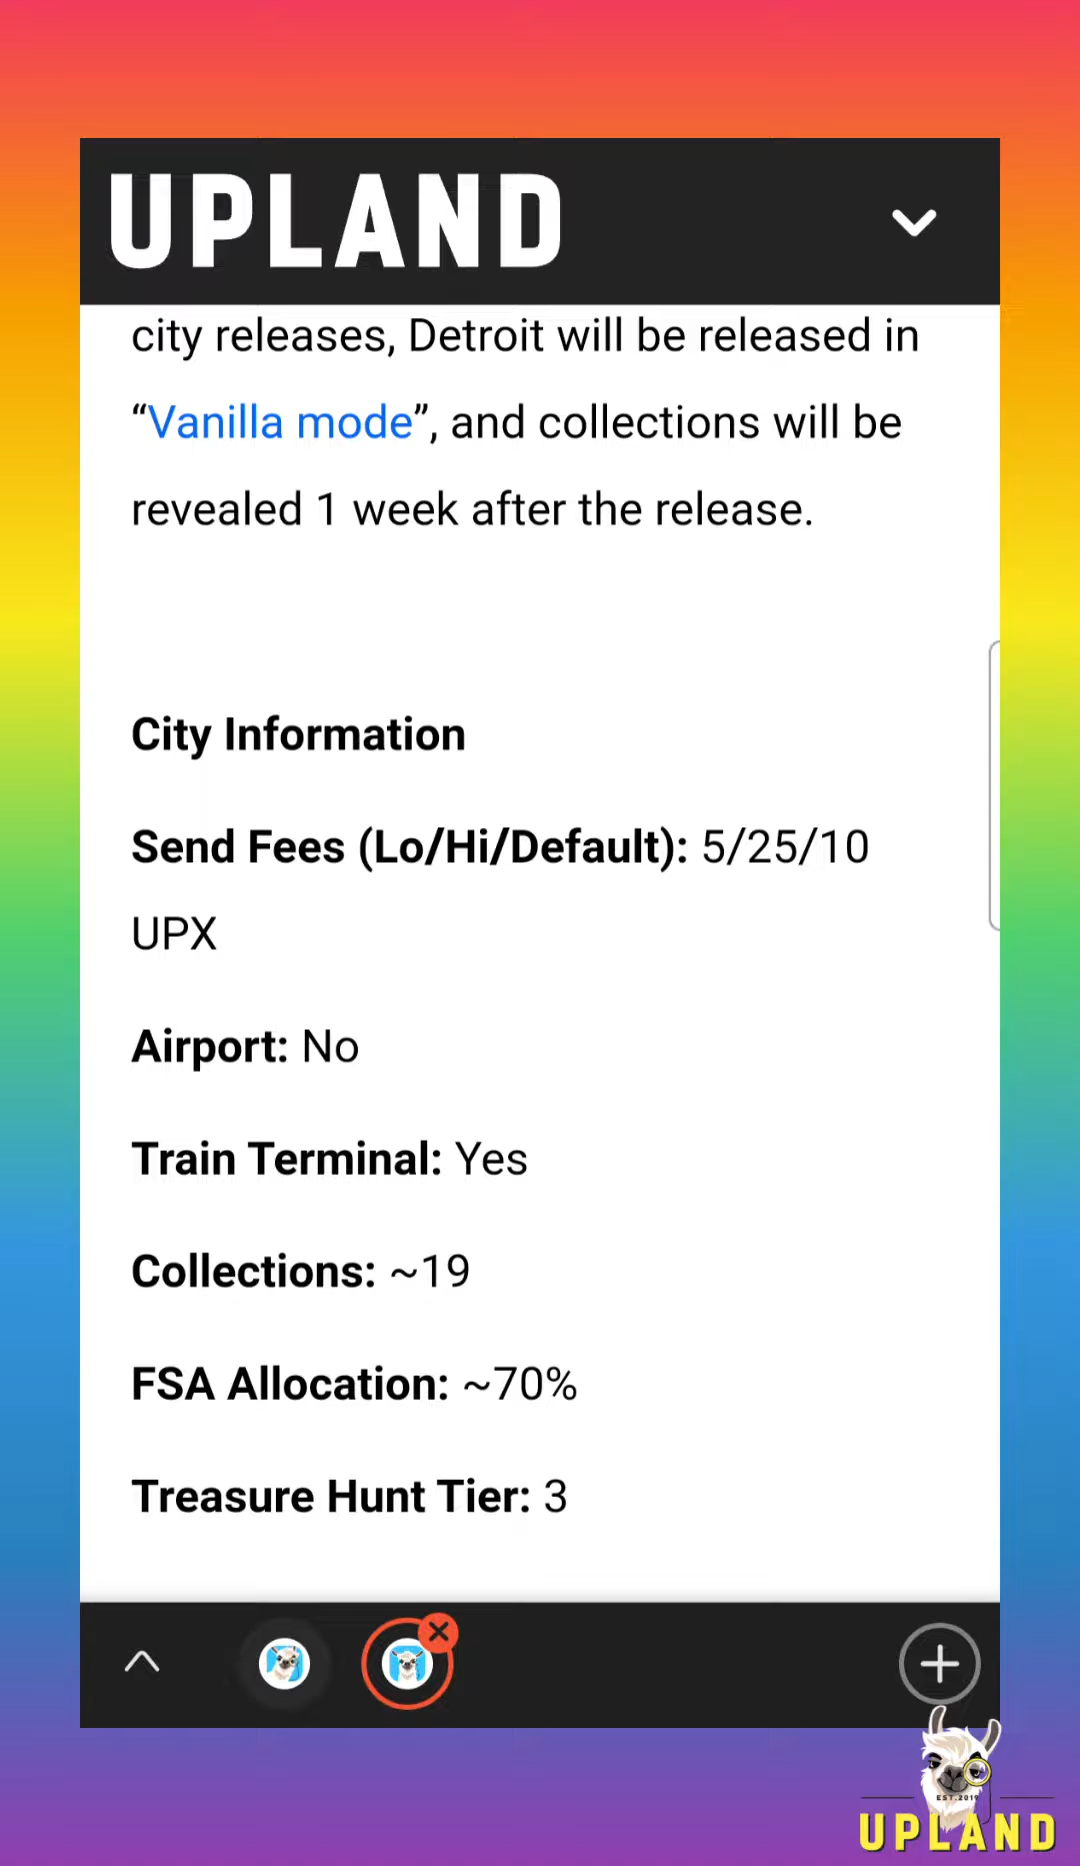 UPLAND
city releases, Detroit will be released in
“Vanilla mode”, and collections will be
revealed 1 week after the release.
City Information
Send Fees (Lo/Hi/Default): 5/25/10
UPX
Airport: No
Train Terminal: Yes
Collections: ~19
FSA Allocation: ~70%
Treasure Hunt Tier: 3
EST.2019
UPLAND